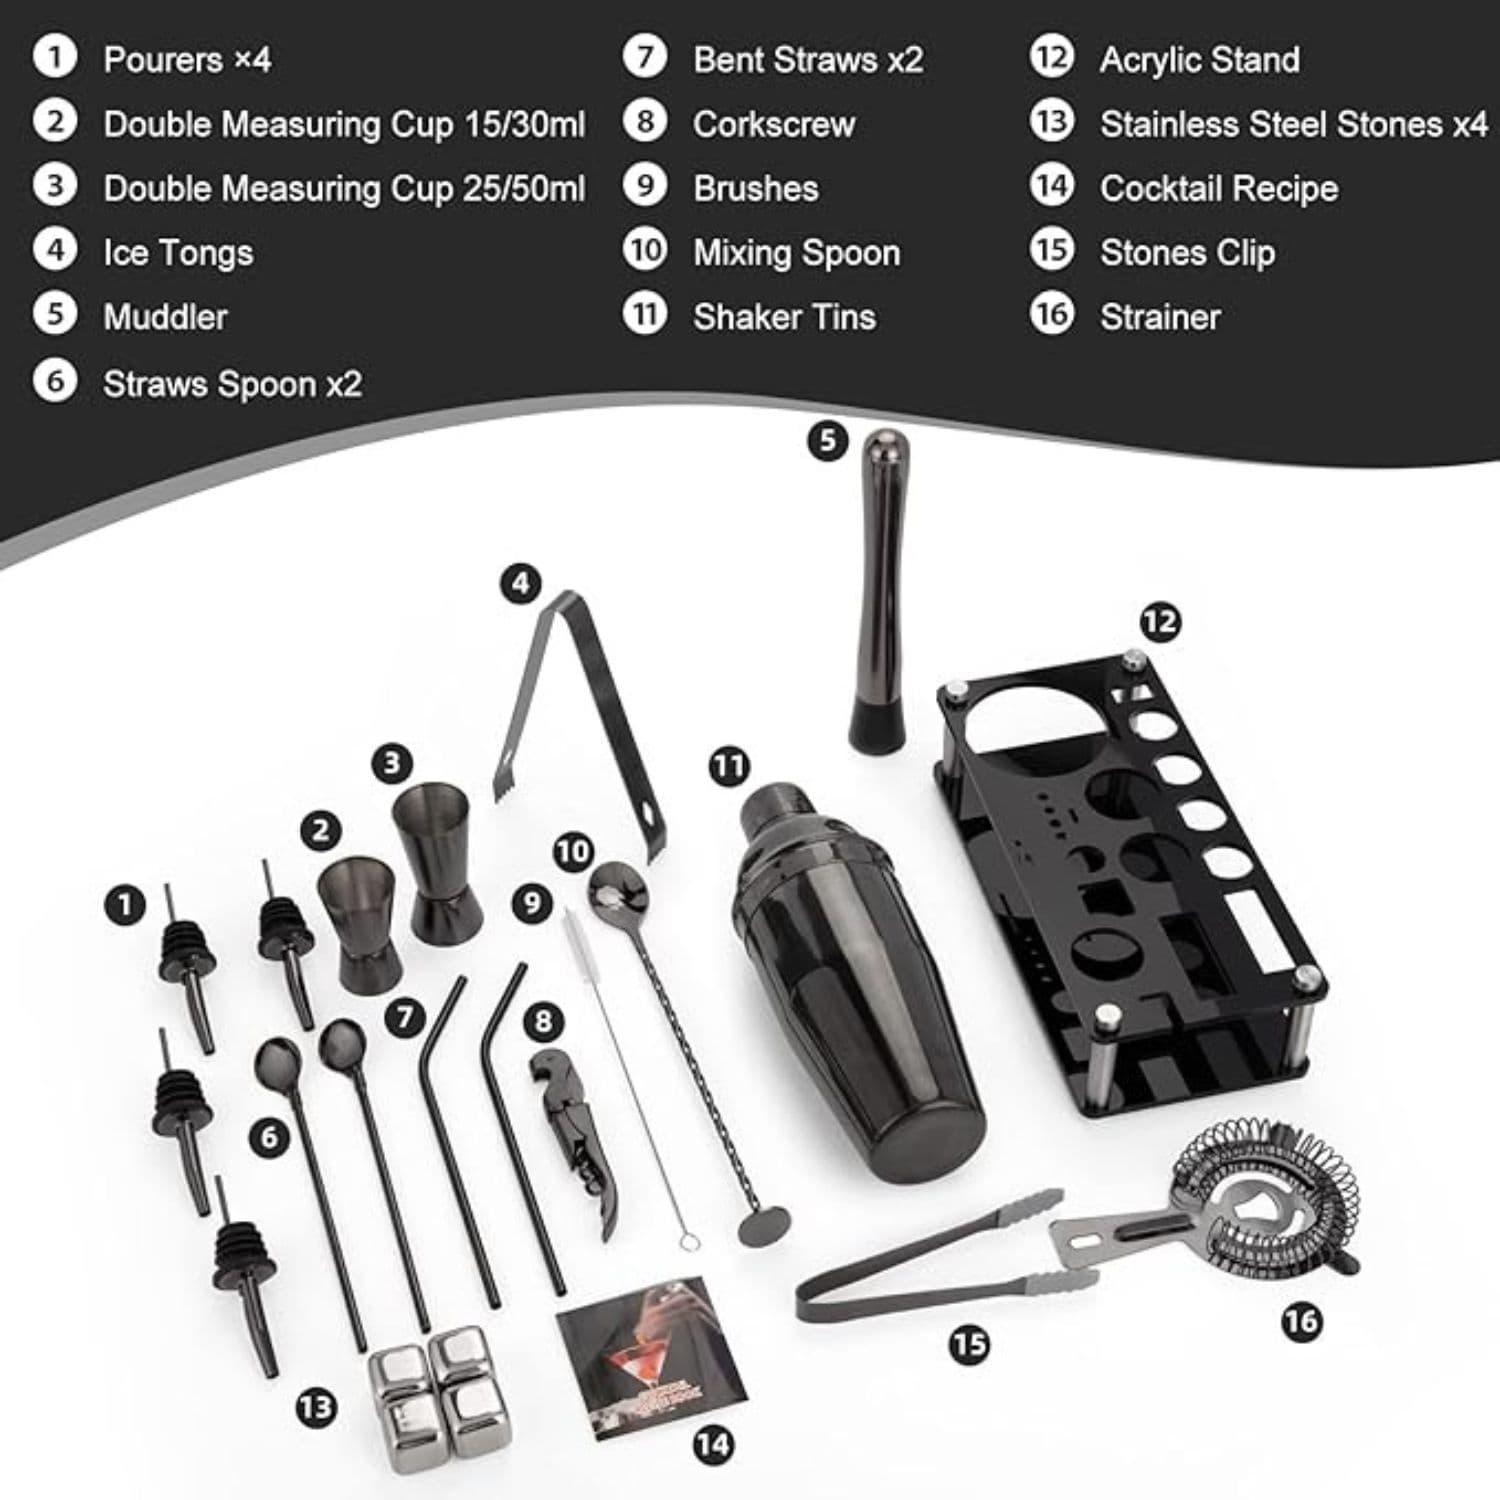 1 Pourers ×4
2 Double Measuring Cup 15/30ml
3 Double Measuring Cup 25/50ml
4 Ice Tongs
5 Muddler
6 Straws Spoon x2
7 Bent Straws x2
8 Corkscrew
9 Brushes
10 Mixing Spoon
11 Shaker Tins
12 Acrylic Stand
13 Stainless Steel Stones x4
14 Cocktail Recipe
15 Stones Clip
16 Strainer
5
4
12
3
11
2
10
1
9
7
8
6
15
16
13
14